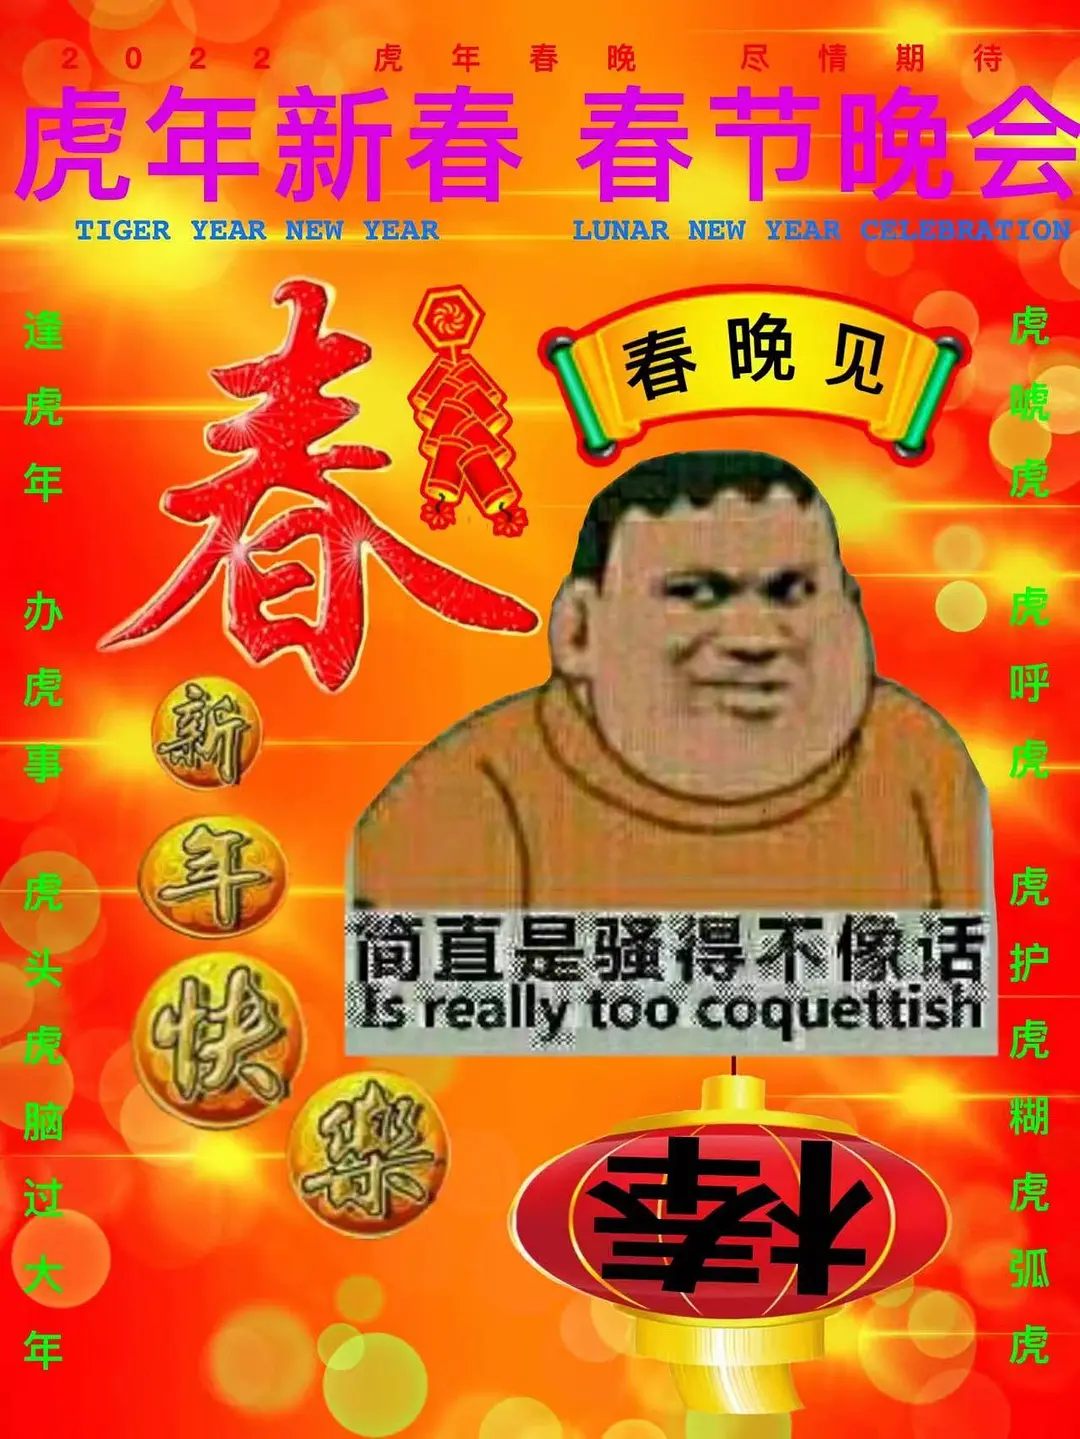 2022 虎年春晚 尽情期待
虎年新春 春节晚会
TIGER YEAR NEW YEAR LUNAR NEW YEAR CELEBRATION
逢虎年 办虎事 虎头虎脑过大年
春
新年快樂
春晚见
简直是骚得不像话
Is really too coquettish
棒
虎唬虎 虎呼虎 虎护虎糊虎弧虎